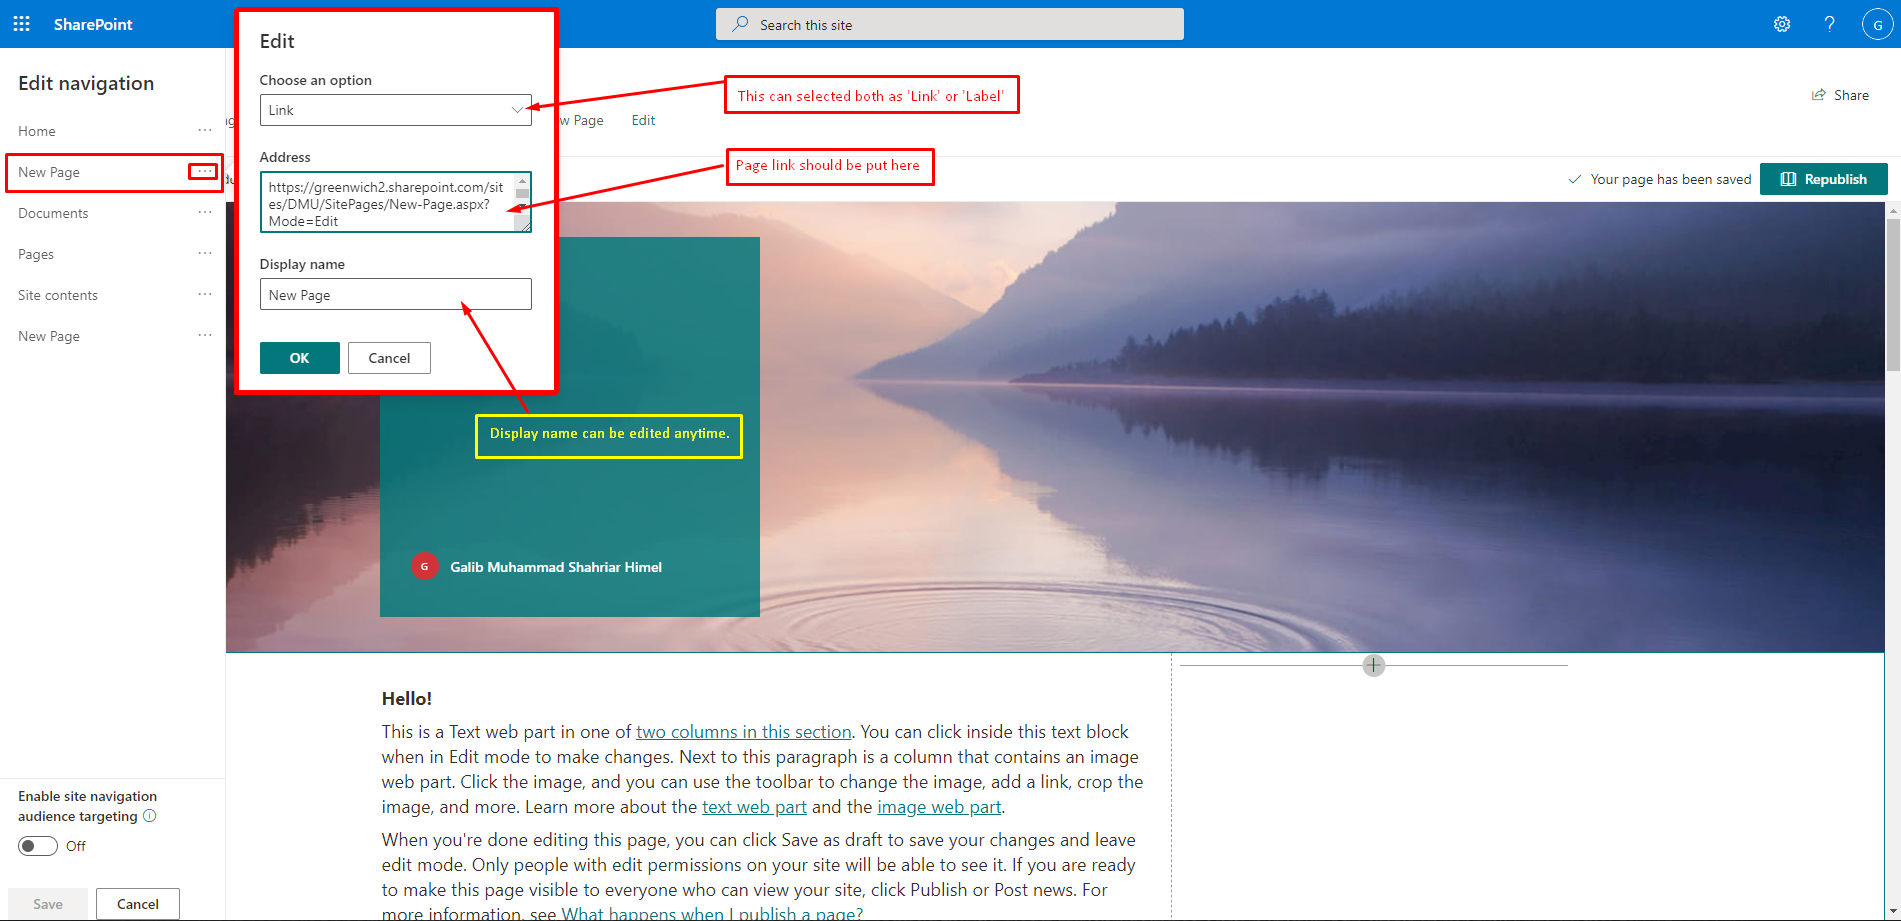 SharePoint
Search this site
G
Edit navigation
Home
New Page
Documents
Pages
Site contents
New Page
Enable site navigation
audience targeting
Off
Save
Cancel
Edit
Choose an option
Link
Address
https://greenwich2.sharepoint.com/sit
es/DMU/SitePages/New-Page.aspx?
Mode=Edit
Display name
New Page
OK
Cancel
This can selected both as 'Link' or 'Label'
Page link should be put here
Display name can be edited anytime.
Page
Edit
Share
Your page has been saved
Republish
G
Galib Muhammad Shahriar Himel
Hello!
This is a Text web part in one of two columns in this section. You can click inside this text block
when in Edit mode to make changes. Next to this paragraph is a column that contains an image
web part. Click the image, and you can use the toolbar to change the image, add a link, crop the
image, and more. Learn more about the text web part and the image web part.
When you're done editing this page, you can click Save as draft to save your changes and leave
edit mode. Only people with edit permissions on your site will be able to see it. If you are ready
to make this page visible to everyone who can view your site, click Publish or Post news. For
more information, see What happens when I publish a page?